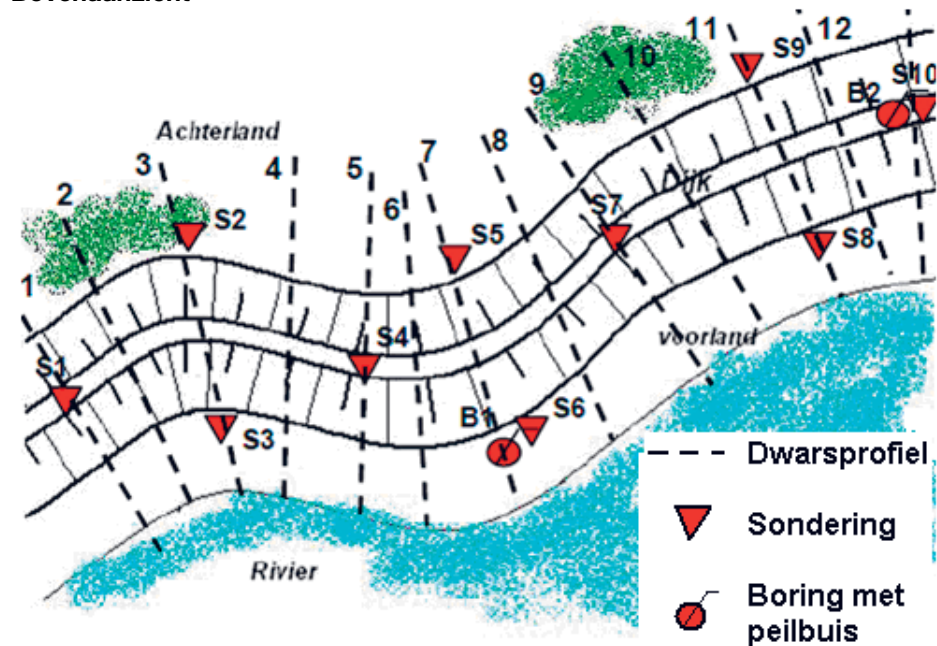 Bovenaanzicht
11
12
S9
10
9
S10
B2
Achterland
8
7
3
4
5
Dijk
2
6
S7
S2
S5
S8
1
voorland
S1
S4
B1
S6
S3
Dwarsprofiel
Sondering
Rivier
Boring met
peilbuis